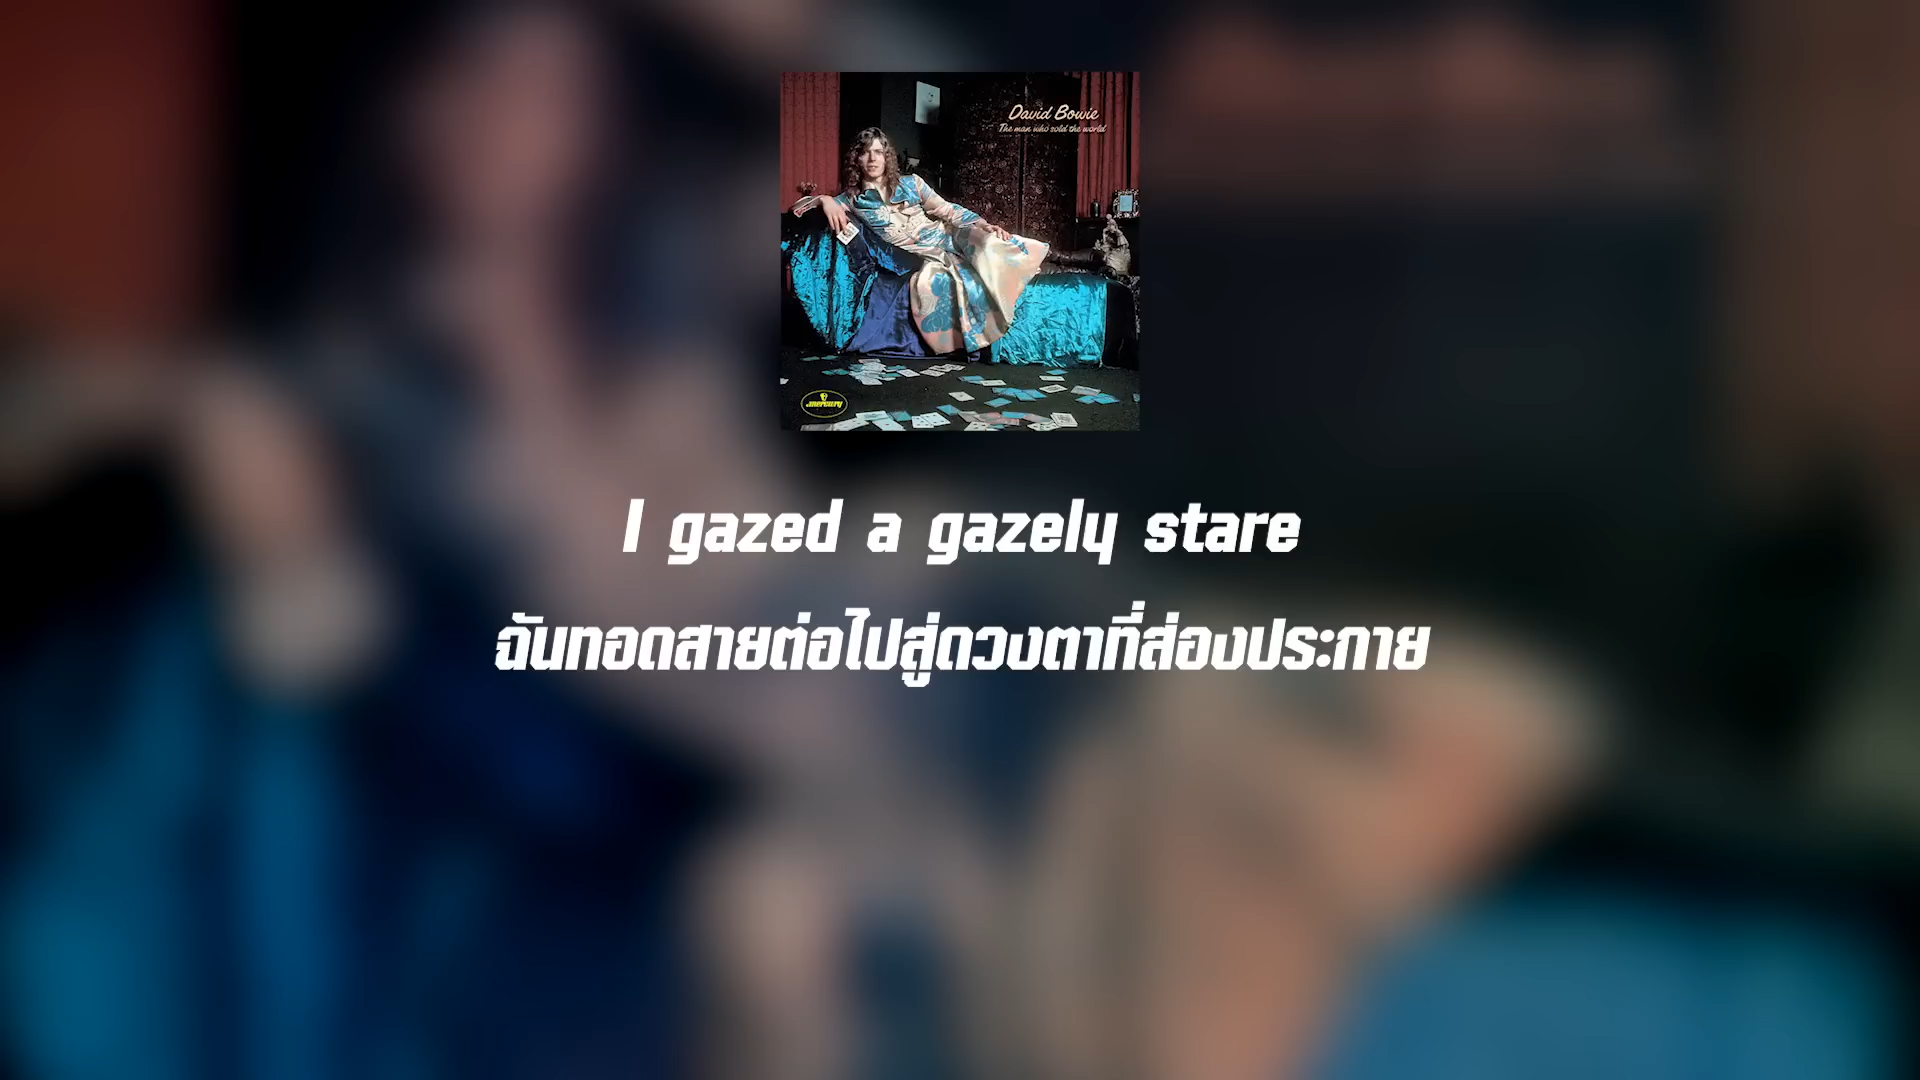 David Bowie
The man who sold the world
mercury
I gazed a gazely stare
ฉันทอดสายต่อไปสู่ดวงตาที่ส่องประกาย